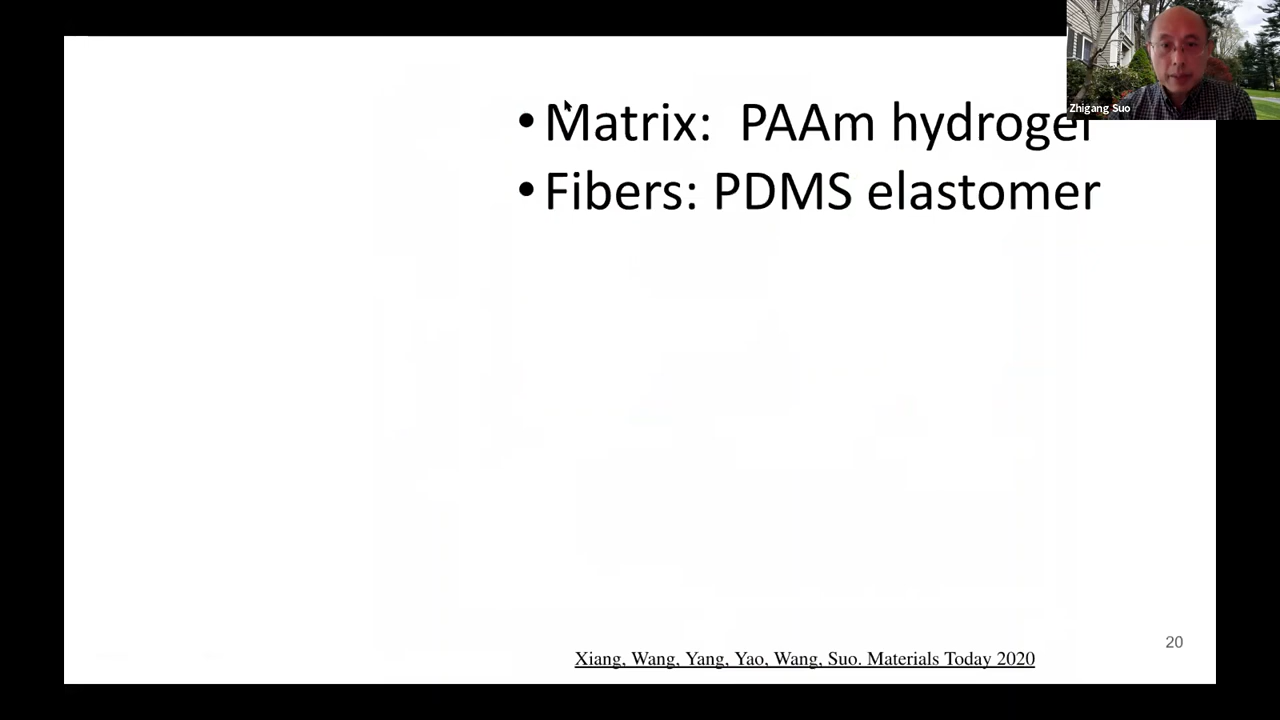 • Matrix: PAAm hydrogel
Zhigang Suo
• Fibers: PDMS elastomer
20
Xiang, Wang, Yang, Yao, Wang, Suo. Materials Today 2020